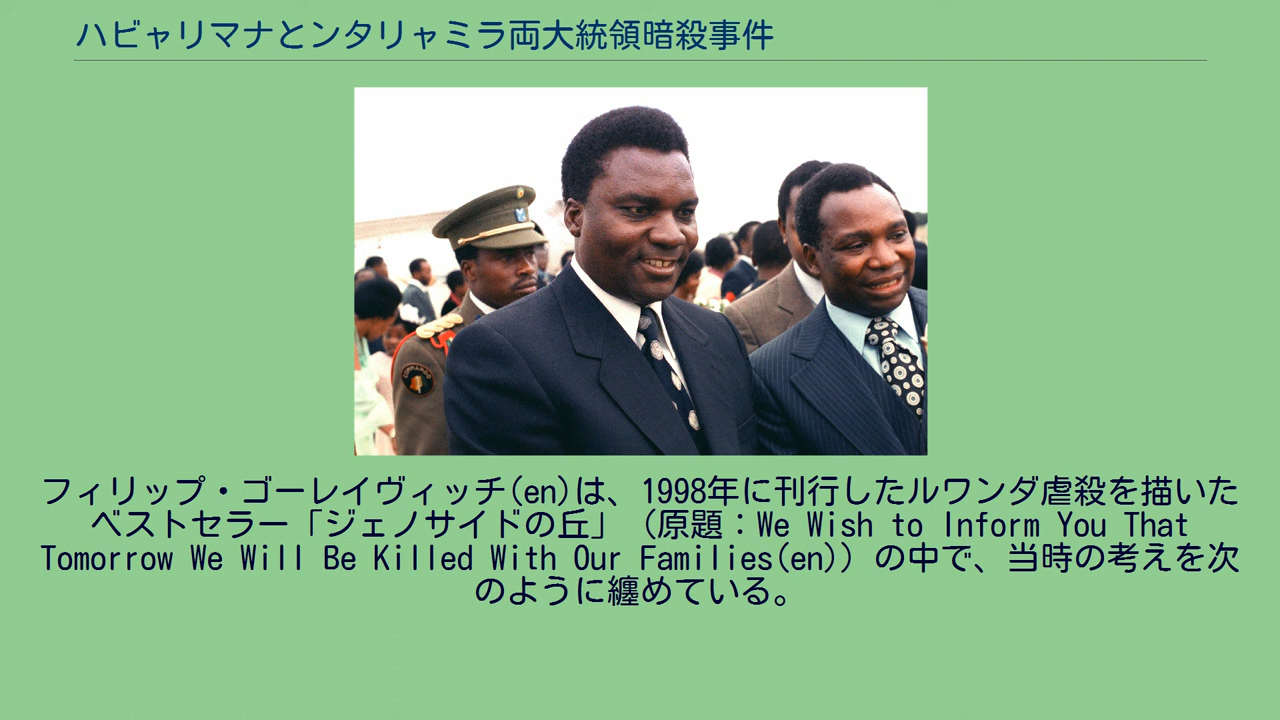 ハビャリマナとンタリャミラ両大統領暗殺事件
COMMANDO
フィリップ・ゴーレイヴィッチ(en)は、1998年に刊行したルワンダ虐殺を描いた
ベストセラー「ジェノサイドの丘」（原題：We Wish to Inform You That
Tomorrow We Will Be Killed With Our Families(en)）の中で、当時の考えを次
のように纏めている。